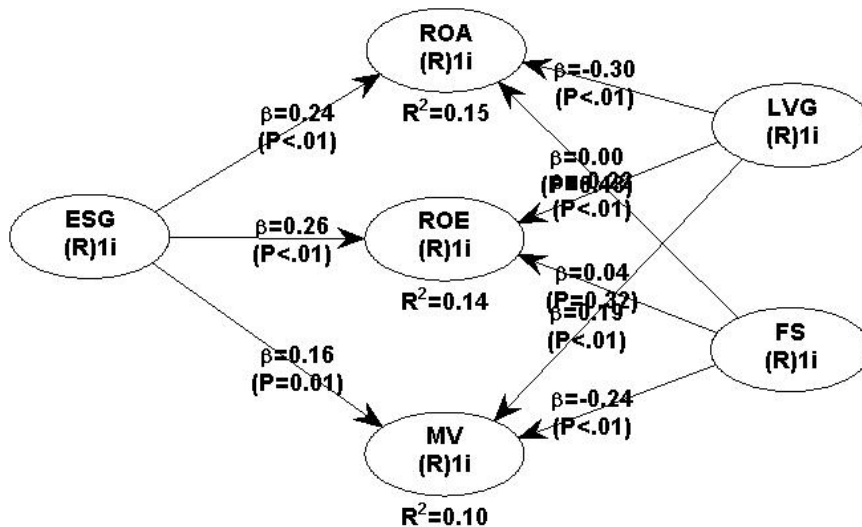 ROA
(R)1i
R²=0.15
β=-0.30
(P<.01)
LVG
(R)1i
β=0.24
(P<.01)
β=0.00
(P<.01)
ESG
(R)1i
β=0.26
(P<.01)
ROE
(R)1i
R²=0.14
β=0.04
(P=0.32)
β=0.19
(P<.01)
FS
(R)1i
β=0.16
(P=0.01)
β=-0.24
(P<.01)
MV
(R)1i
R²=0.10